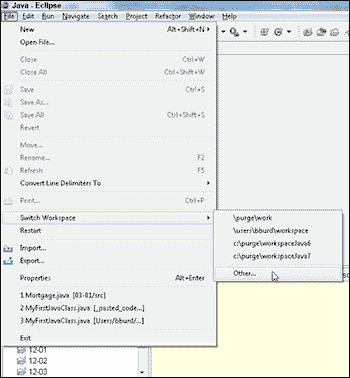 Java - Eclipse
File Edit Run Navigate Search Project Refactor Window Help
New Alt+Shift+N
Open File...
Close Ctrl+W
Close All Ctrl+Shift+W
Save Ctrl+S
Save As...
Save All Ctrl+Shift+S
Revert
Move...
Rename... F2
Refresh F5
Convert Line Delimiters To
Print... Ctrl+P
Switch Workspace
\purge\work
\users\bburd\workspace
c:\purge\workspaceJava6
c:\purge\workspaceJava7
Other...
Restart
Import...
Export...
Properties Alt+Enter
1 Mortgage.java [03-01/src]
2 MyFirstJavaClass.java [_pasted_code...]
3 MyFirstJavaClass.java [Users/bburd/...]
Exit
12-01
12-02
12-03